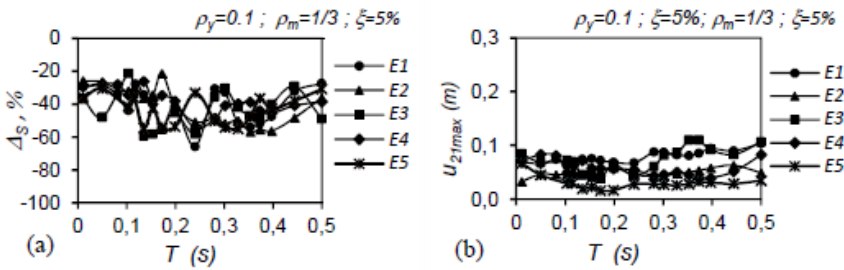 ρy=0.1 ; ρm=1/3 ; ξ=5%
0
-20
-40
-60
-80
-100
ΔS, %
0 0,1 0,2 0,3 0,4 0,5
T (s)
E1
E2
E3
E4
E5
(a)
ρy=0.1 ; ξ=5%; ρm=1/3 ; ξ=5%
0,3
0,2
0,1
0,0
u21max (m)
0 0,1 0,2 0,3 0,4 0,5
T (s)
E1
E2
E3
E4
E5
(b)